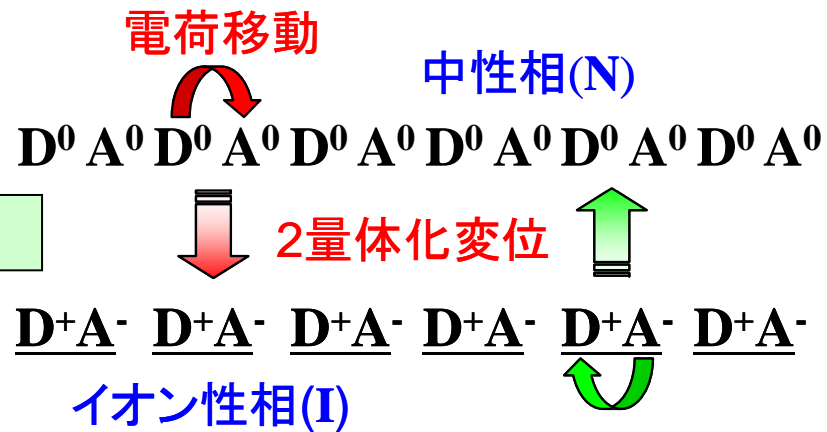 電荷移動
中性相(N)
D⁰ A⁰ D⁰ A⁰ D⁰ A⁰ D⁰ A⁰ D⁰ A⁰ D⁰ A⁰
2量体化変位
D⁺A⁻ D⁺A⁻ D⁺A⁻ D⁺A⁻ D⁺A⁻ D⁺A⁻
イオン性相(I)